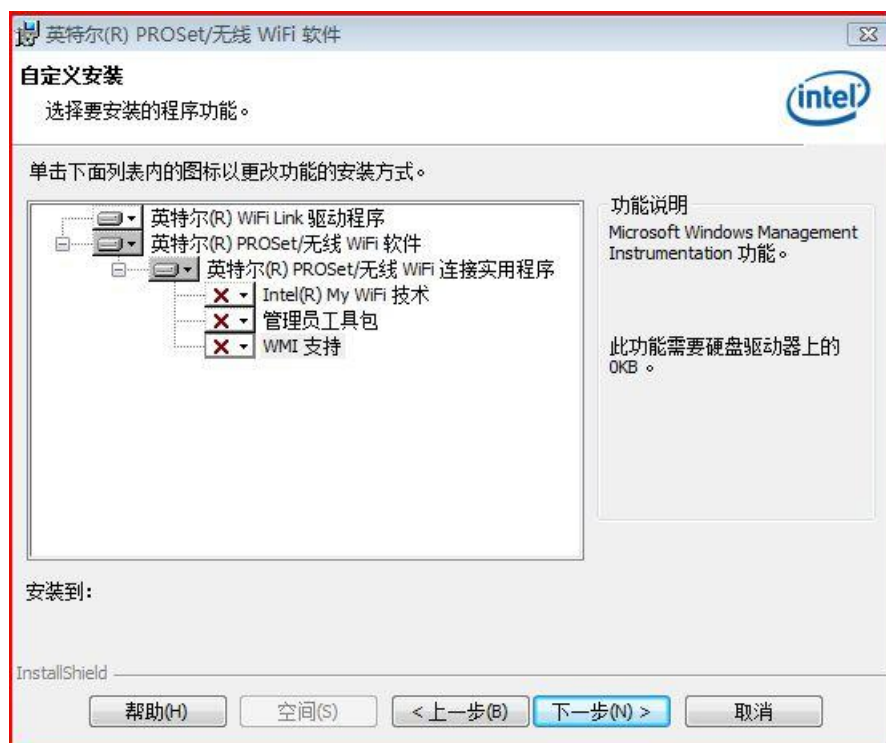 英特尔(R) PROSet/无线 WiFi 软件
自定义安装
选择要安装的程序功能。
intel
单击下面列表内的图标以更改功能的安装方式。
英特尔(R) WiFi Link 驱动程序
英特尔(R) PROSet/无线 WiFi 软件
英特尔(R) PROSet/无线 WiFi 连接实用程序
Intel(R) My WiFi 技术
管理员工具包
WMI 支持
功能说明
Microsoft Windows Management
Instrumentation 功能。
此功能需要硬盘驱动器上的
0KB 。
安装到:
InstallShield
帮助(H)
空间(S)
< 上一步(B)
下一步(N) >
取消